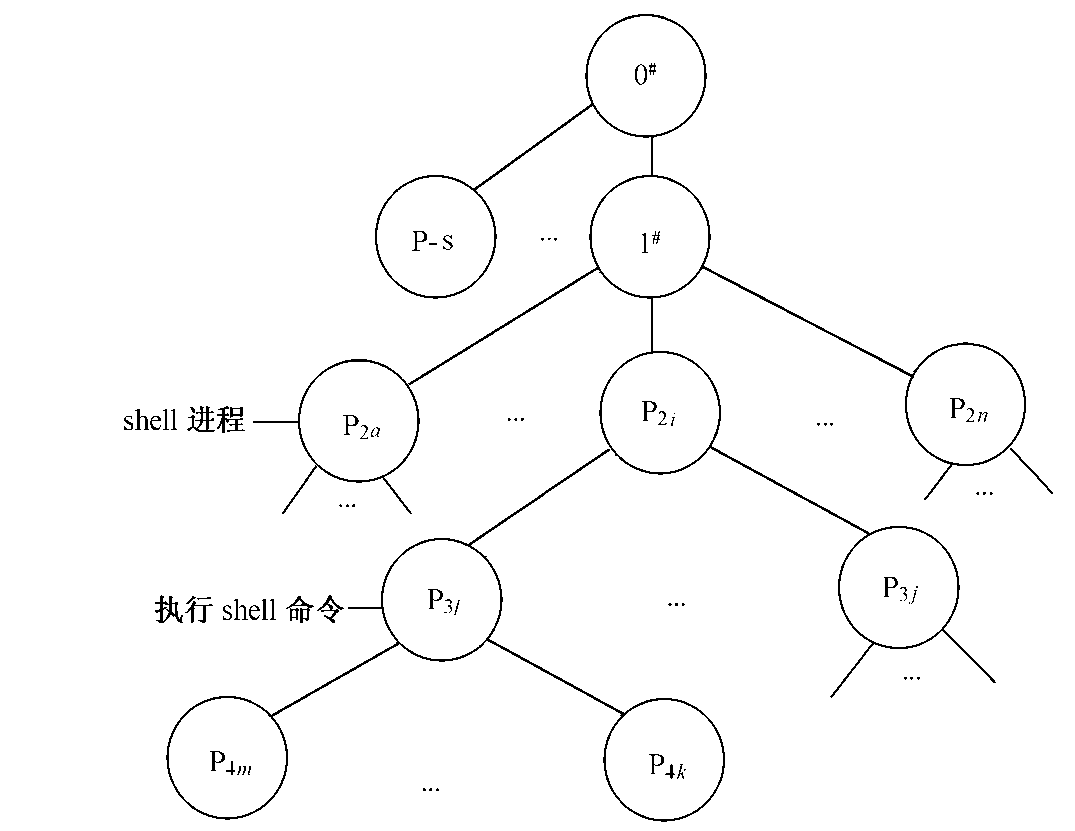 0#
P-s ... 1#
shell 进程 P2a ... P2i ... P2n
... ...
执行 shell 命令 P3l ... P3j
...
P4m ... P4k